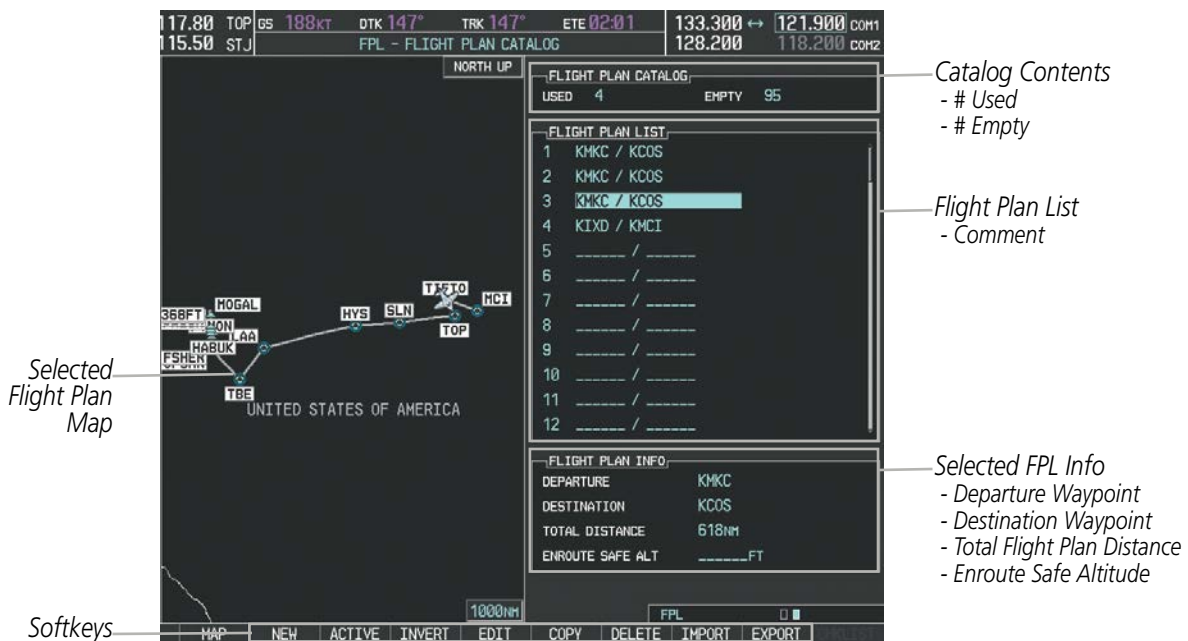 117.80 TOP GS 188KT DTK 147° TRK 147° ETE 02:01 133.300 ↔ 121.900 COM1
115.50 STJ FPL - FLIGHT PLAN CATALOG 128.200 118.200 COM2
NORTH UP
FLIGHT PLAN CATALOG
USED 4 EMPTY 95
Catalog Contents
- # Used
- # Empty
FLIGHT PLAN LIST
1 KMKC / KCOS
2 KMKC / KCOS
3 KMKC / KCOS
4 KIXD / KMCI
5 ______ / ______
6 ______ / ______
7 ______ / ______
8 ______ / ______
9 ______ / ______
10 ______ / ______
11 ______ / ______
12 ______ / ______
Flight Plan List
- Comment
TIFTO
MCI
MOGAL
HYS
SLN
368FT
TOP
LAA
HABUK
FSHER
TBE
UNITED STATES OF AMERICA
Selected
Flight Plan
Map
FLIGHT PLAN INFO
DEPARTURE KMKC
DESTINATION KCOS
TOTAL DISTANCE 618NM
ENROUTE SAFE ALT ______FT
Selected FPL Info
- Departure Waypoint
- Destination Waypoint
- Total Flight Plan Distance
- Enroute Safe Altitude
1000NM
FPL
Softkeys
MAP NEW ACTIVE INVERT EDIT COPY DELETE IMPORT EXPORT